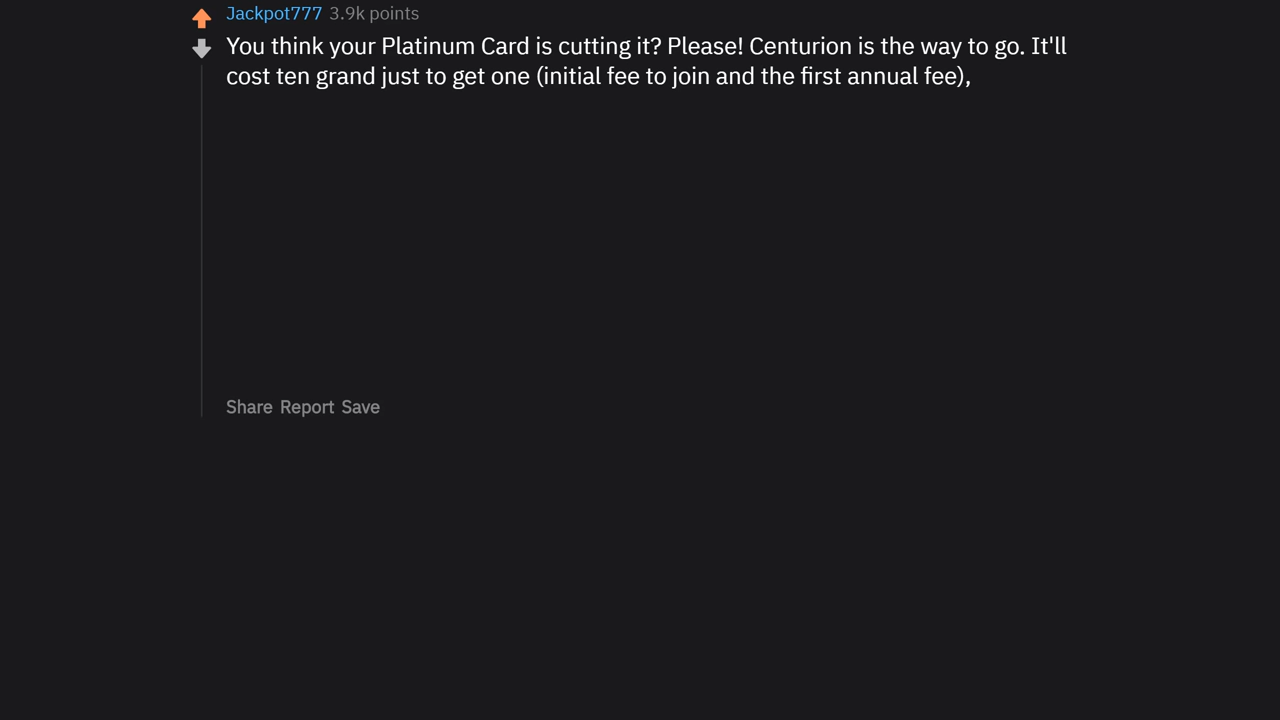 Jackpot777 3.9k points
You think your Platinum Card is cutting it? Please! Centurion is the way to go. It'll
cost ten grand just to get one (initial fee to join and the first annual fee),
Share Report Save